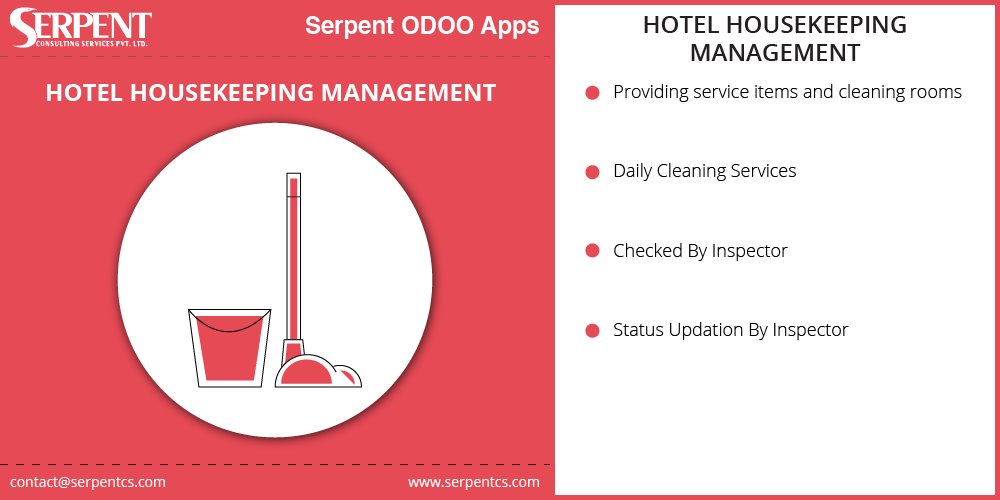 SERPENT
CONSULTING SERVICES PVT. LTD.
Serpent ODOO Apps
HOTEL HOUSEKEEPING MANAGEMENT
contact@serpentcs.com
www.serpentcs.com
HOTEL HOUSEKEEPING
MANAGEMENT
Providing service items and cleaning rooms
Daily Cleaning Services
Checked By Inspector
Status Updation By Inspector